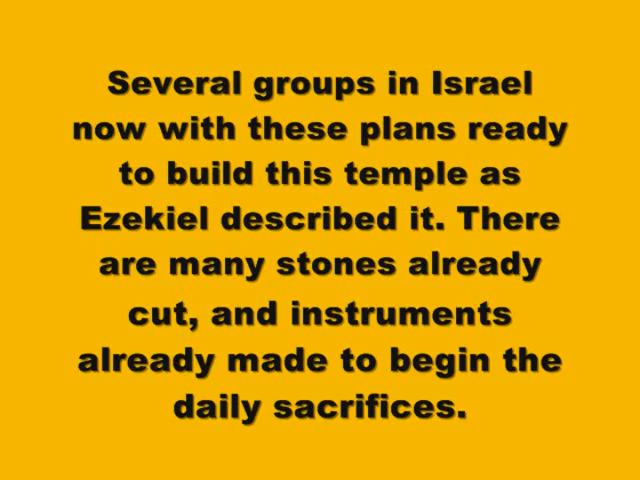 Several groups in Israel
now with these plans ready
to build this temple as
Ezekiel described it. There
are many stones already
cut, and instruments
already made to begin the
daily sacrifices.